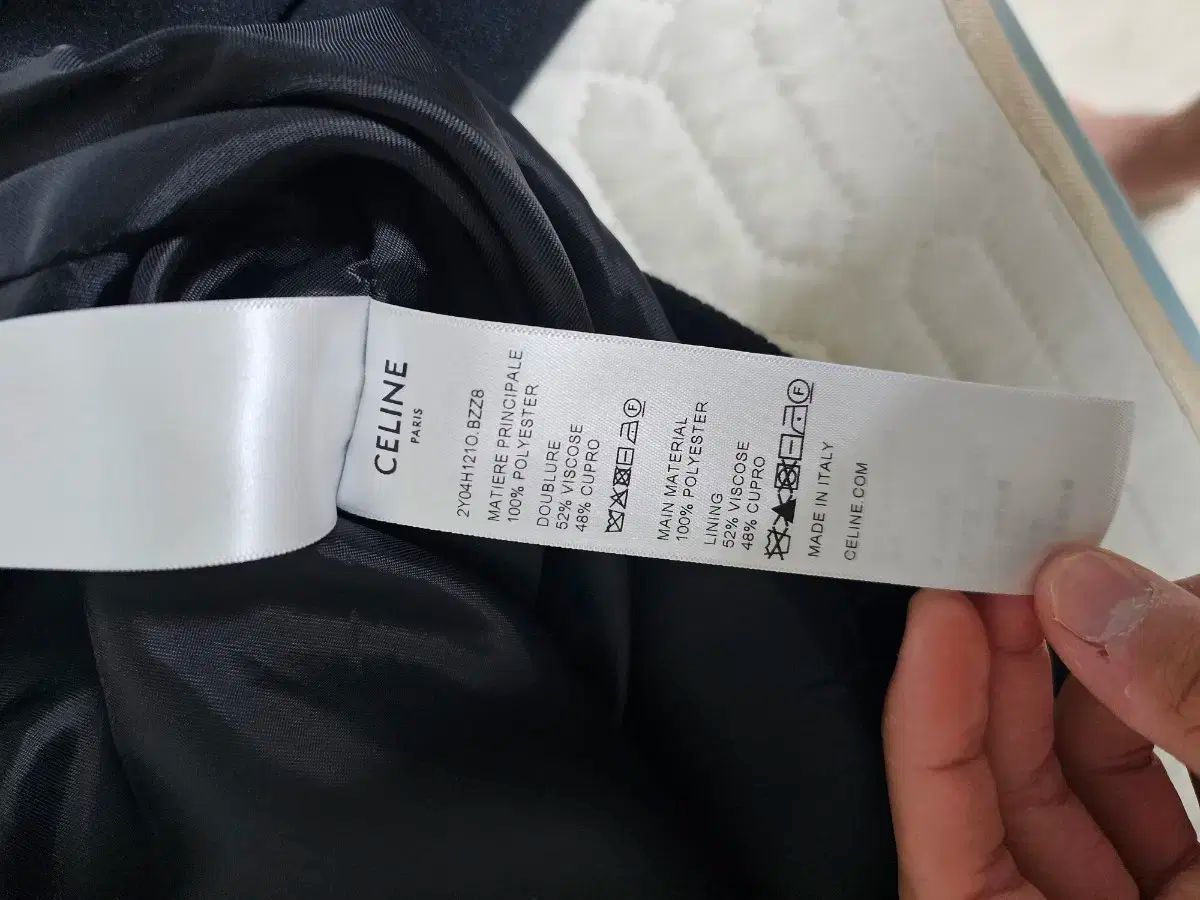 CELINE
PARIS
2Y04H121O.BZZ8
MATIERE PRINCIPALE
100% POLYESTER
DOUBLURE
52% VISCOSE
48% CUPRO
MAIN MATERIAL
100% POLYESTER
LINING
52% VISCOSE
48% CUPRO
MADE IN ITALY
CELINE.COM